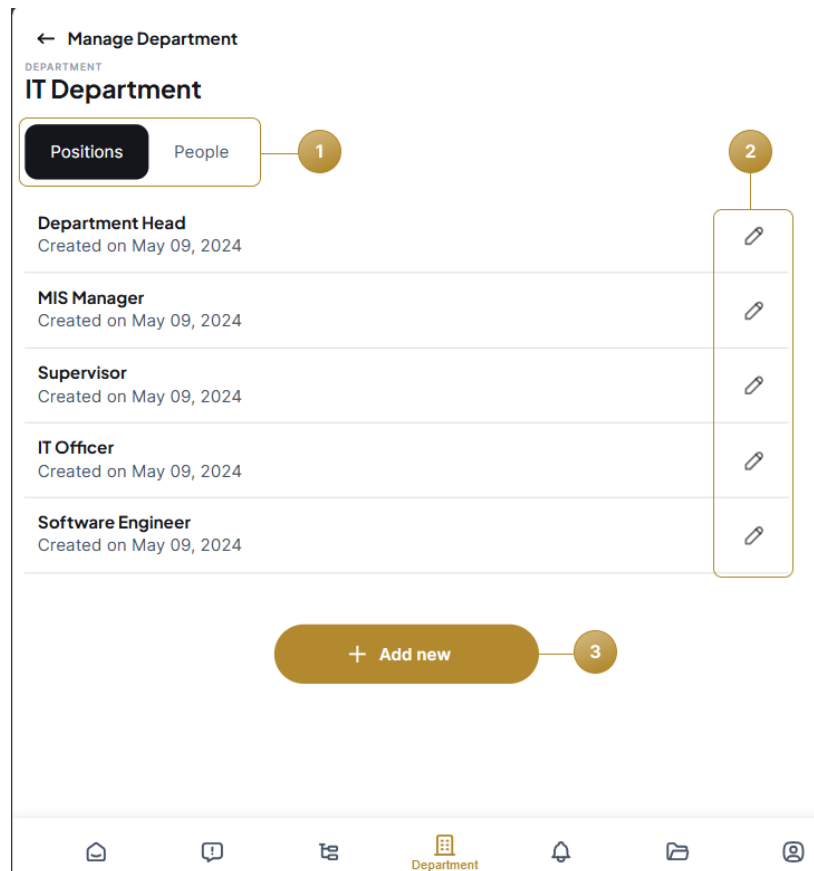 ← Manage Department
DEPARTMENT
IT Department
Positions People
1
2
Department Head
Created on May 09, 2024
MIS Manager
Created on May 09, 2024
Supervisor
Created on May 09, 2024
IT Officer
Created on May 09, 2024
Software Engineer
Created on May 09, 2024
+ Add new
3
Department